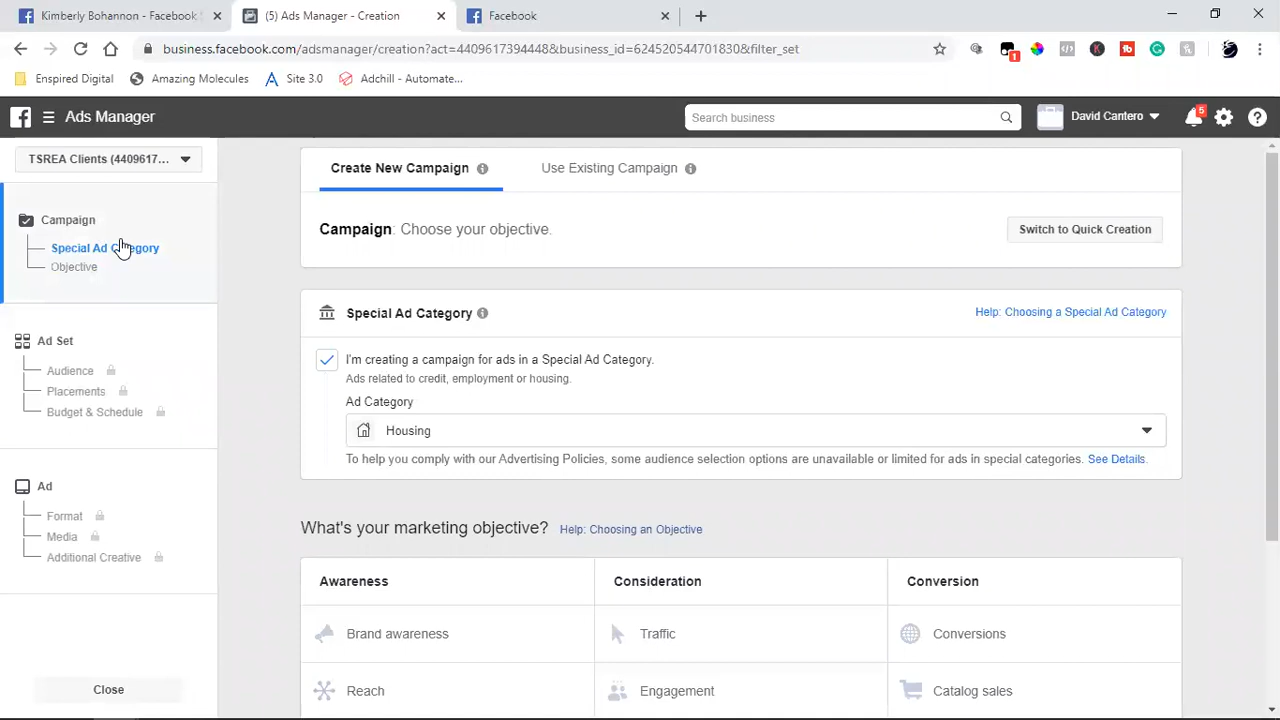 Kimberly Bohannon - Facebook
(5) Ads Manager - Creation
Facebook
business.facebook.com/adsmanager/creation?act=4409617394448&business_id=624520544701830&filter_set
1
Enspired Digital
Amazing Molecules
Site 3.0
Adchill - Automate...
Ads Manager
Search business
David Cantero
5
TSREA Clients (4409617...
Campaign
Special Ad Category
Objective
Ad Set
Audience
Placements
Budget & Schedule
Ad
Format
Media
Additional Creative
Close
Create New Campaign
Use Existing Campaign
Campaign: Choose your objective.
Switch to Quick Creation
Special Ad Category
Help: Choosing a Special Ad Category
I'm creating a campaign for ads in a Special Ad Category.
Ads related to credit, employment or housing.
Ad Category
Housing
To help you comply with our Advertising Policies, some audience selection options are unavailable or limited for ads in special categories. See Details.
What's your marketing objective? Help: Choosing an Objective
Awareness
Consideration
Conversion
Brand awareness
Traffic
Conversions
Reach
Engagement
Catalog sales